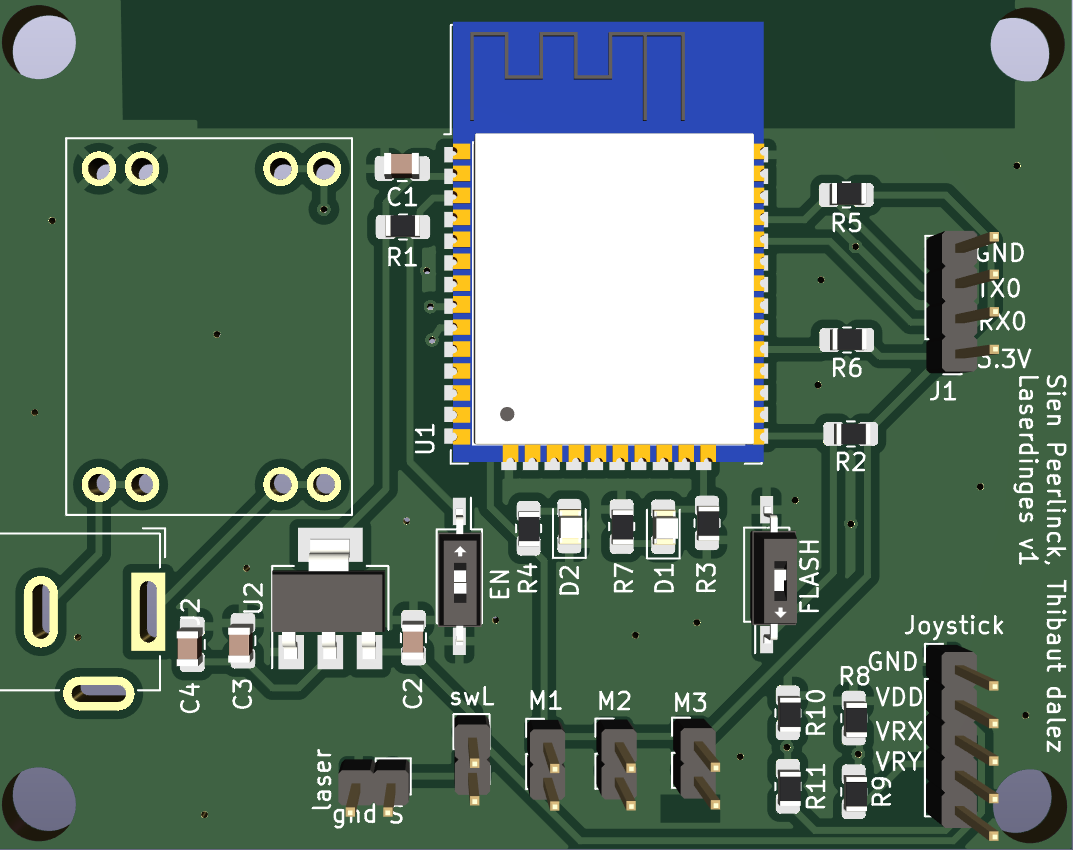 C1
R1
R5
GND
TX0
RX0
3.3V
R6
J1
U1
R2
Sien Peerlinck, Thibaut dalez
Laserdinges v1
EN
R4
D2
R7
D1
R3
FLASH
U2
C4
C3
C2
Joystick
GND
VDD
VRX
VRY
R8
R10
R11
R9
swL
M1
M2
M3
laser
gnd S